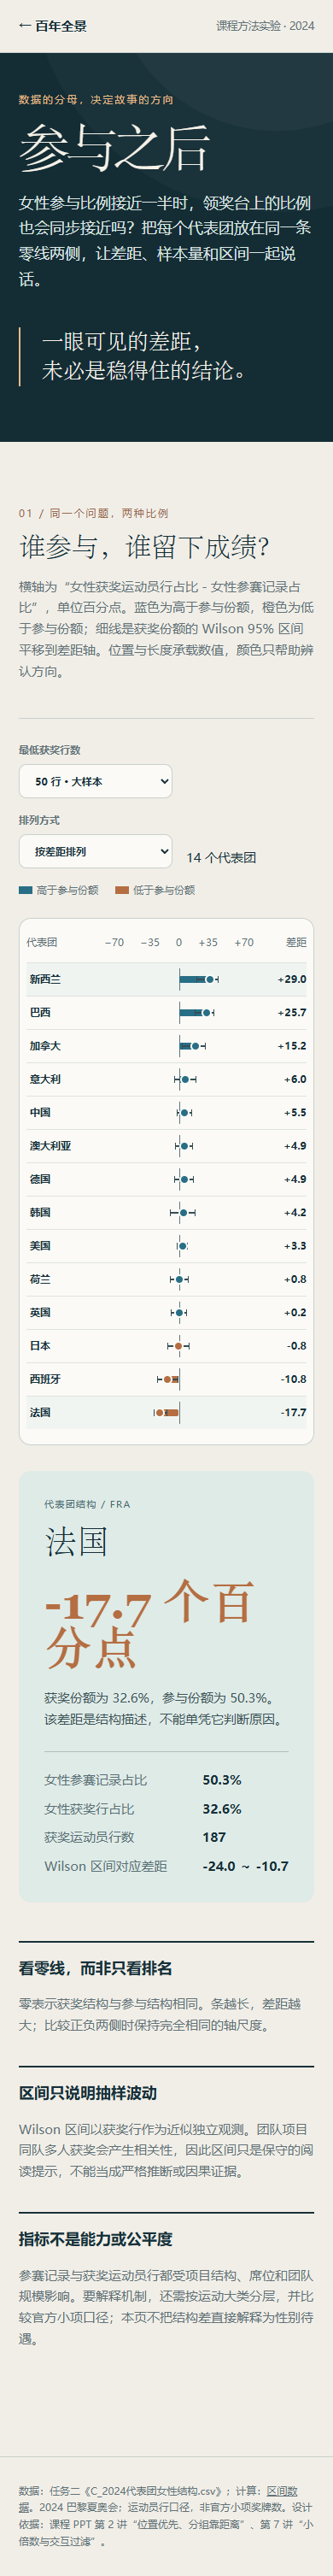 ← 百年全景
课程方法实验 · 2024
数据的分母，决定故事的方向
参与之后
女性参与比例接近一半时，领奖台上的比例
也会同步接近吗？把每个代表团放在同一条
零线两侧，让差距、样本量和区间一起说
话。
一眼可见的差距，
未必是稳得住的结论。
01 / 同一个问题，两种比例
谁参与，谁留下成绩？
横轴为“女性获奖运动员行占比 - 女性参赛记录占
比”，单位百分点。蓝色为高于参与份额，橙色为低
于参与份额；细线是获奖份额的 Wilson 95% 区间
平移到差距轴。位置与长度承载数值，颜色只帮助辨
认方向。
最低获奖行数
50 行 · 大样本
排列方式
按差距排列
14 个代表团
高于参与份额 低于参与份额
代表团 −70 −35 0 +35 +70 差距
新西兰 +29.0
巴西 +25.7
加拿大 +15.2
意大利 +6.0
中国 +5.5
澳大利亚 +4.9
德国 +4.9
韩国 +4.2
美国 +3.3
荷兰 +0.8
英国 +0.2
日本 -0.8
西班牙 -10.8
法国 -17.7
代表团结构 / FRA
法国
-17.7 个百
分点
获奖份额为 32.6%，参与份额为 50.3%。
该差距是结构描述，不能单凭它判断原因。
女性参赛记录占比 50.3%
女性获奖行占比 32.6%
获奖运动员行数 187
Wilson 区间对应差距 -24.0 ~ -10.7
看零线，而非只看排名
零表示获奖结构与参与结构相同。条越长，差距越
大；比较正负两侧时保持完全相同的轴尺度。
区间只说明抽样波动
Wilson 区间以获奖行作为近似独立观测。团队项目
同队多人获奖会产生相关性，因此区间只是保守的阅
读提示，不能当成严格推断或因果证据。
指标不是能力或公平度
参赛记录与获奖运动员行都受项目结构、席位和团队
规模影响。要解释机制，还需按运动大类分层，并比
较官方小项口径；本页不把结构差直接解释为性别待
遇。
数据：任务二《C_2024代表团女性结构.csv》；计算：区间数
据。2024 巴黎夏奥会；运动员行口径，非官方小项奖牌数。设计
依据：课程 PPT 第 2 讲“位置优先、分组靠距离”、第 7 讲“小
倍数与交互过滤”。